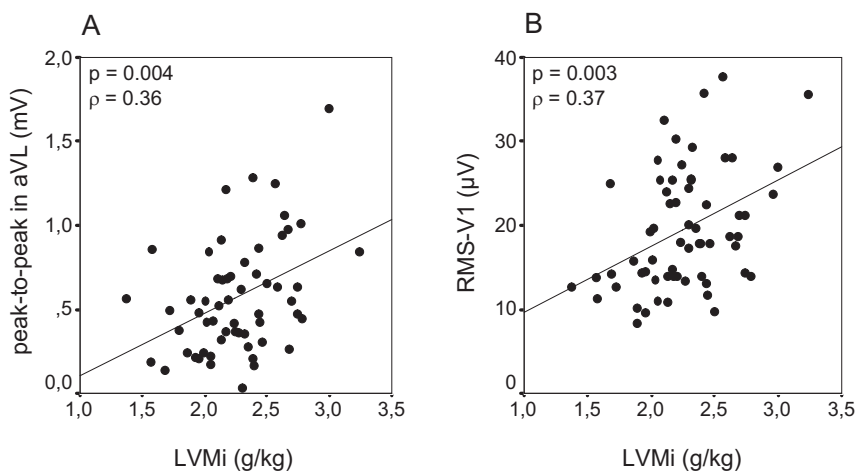 A
2,0
p = 0.004
ρ = 0.36
1,5
1,0
,5
0,0
peak-to-peak in aVL (mV)
1,0 1,5 2,0 2,5 3,0 3,5
LVMi (g/kg)
B
40
p = 0.003
ρ = 0.37
30
20
10
0
RMS-V1 (µV)
1,0 1,5 2,0 2,5 3,0 3,5
LVMi (g/kg)